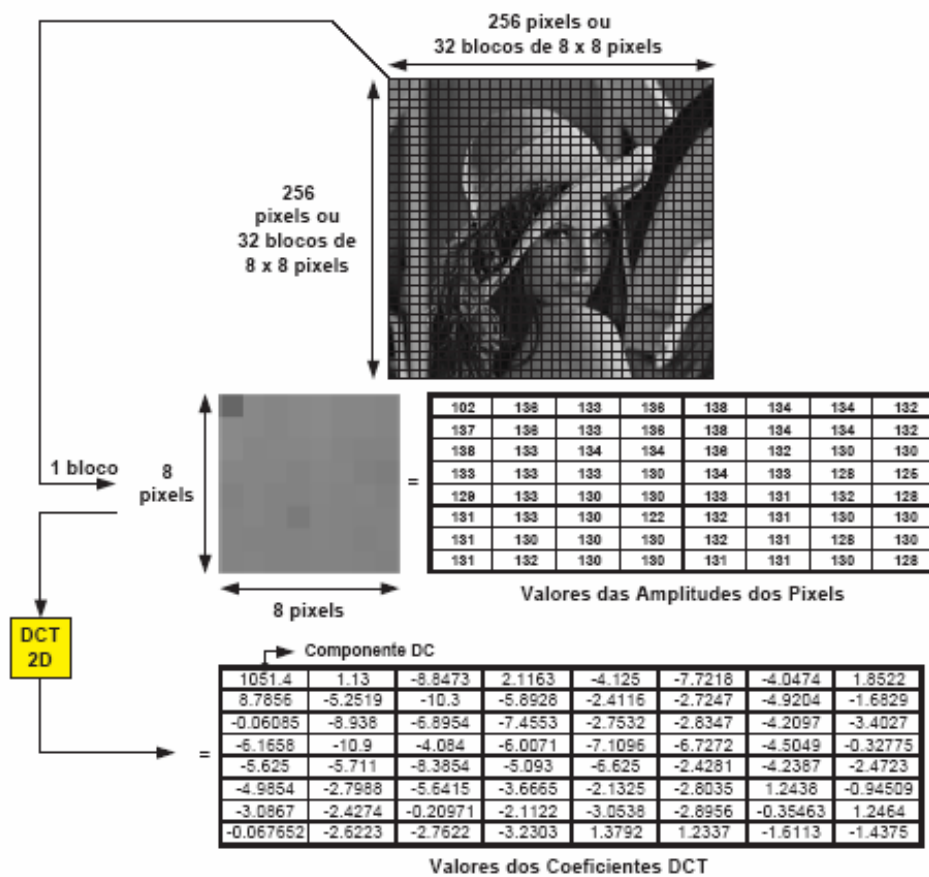 256 pixels ou
32 blocos de 8 x 8 pixels
256
pixels ou
32 blocos de
8 x 8 pixels
1 bloco
8
pixels
=
102 136 133 136 138 134 134 132
137 136 133 136 138 134 134 132
138 133 134 134 136 132 130 130
133 133 133 130 134 133 128 125
129 133 130 130 133 131 132 128
131 133 130 122 132 131 130 130
131 130 130 130 132 131 128 130
131 132 130 130 131 131 130 128
8 pixels
Valores das Amplitudes dos Pixels
DCT
2D
Componente DC
=
1051.4 1.13 -8.8473 2.1163 -4.125 -7.7218 -4.0474 1.8522
8.7856 -5.2519 -10.3 -5.8928 -2.4116 -2.7247 -4.9204 -1.6829
-0.06085 -8.938 -6.8954 -7.4553 -2.7532 -2.8347 -4.2097 -3.4027
-6.1658 -10.9 -4.084 -6.0071 -7.1096 -6.7272 -4.5049 -0.32775
-5.625 -5.711 -8.3854 -5.093 -6.625 -2.4281 -4.2387 -2.4723
-4.9854 -2.7988 -5.6415 -3.6665 -2.1325 -2.8035 1.2438 -0.94509
-3.0867 -2.4274 -0.20971 -2.1122 -3.0538 -2.8956 -0.35463 1.2464
-0.067652 -2.6223 -2.7622 -3.2303 1.3792 1.2337 -1.6113 -1.4375
Valores dos Coeficientes DCT